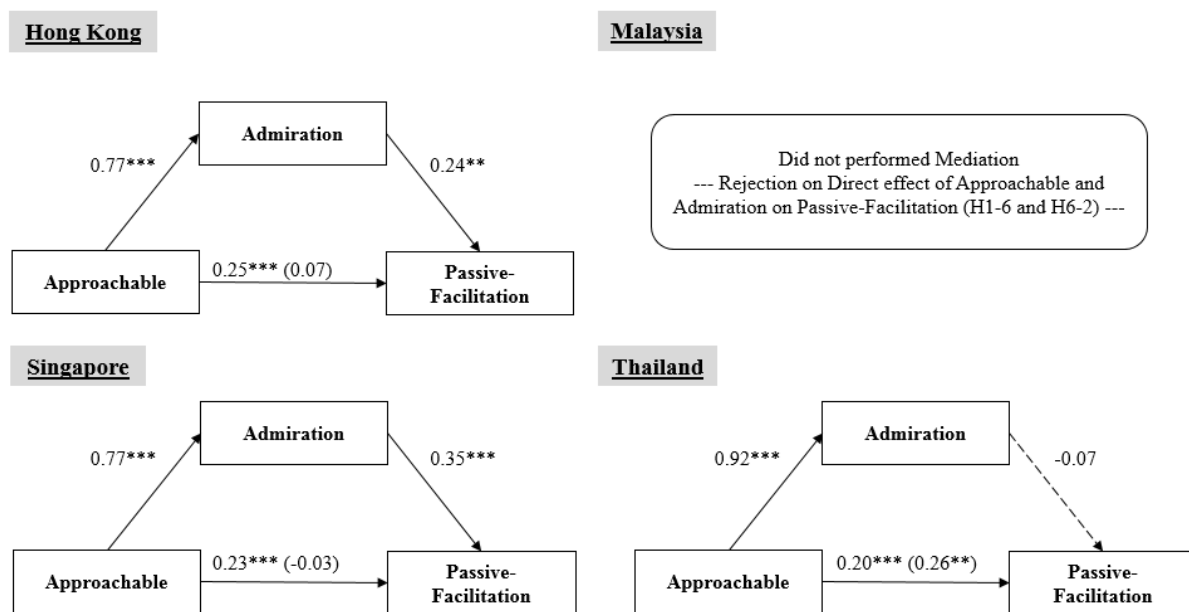 Hong Kong
Admiration
0.77***
0.24**
Approachable
0.25*** (0.07)
Passive-
Facilitation
Malaysia
Did not performed Mediation
--- Rejection on Direct effect of Approachable and
Admiration on Passive-Facilitation (H1-6 and H6-2) ---
Singapore
Admiration
0.77***
0.35***
Approachable
0.23*** (-0.03)
Passive-
Facilitation
Thailand
Admiration
0.92***
-0.07
Approachable
0.20*** (0.26**)
Passive-
Facilitation